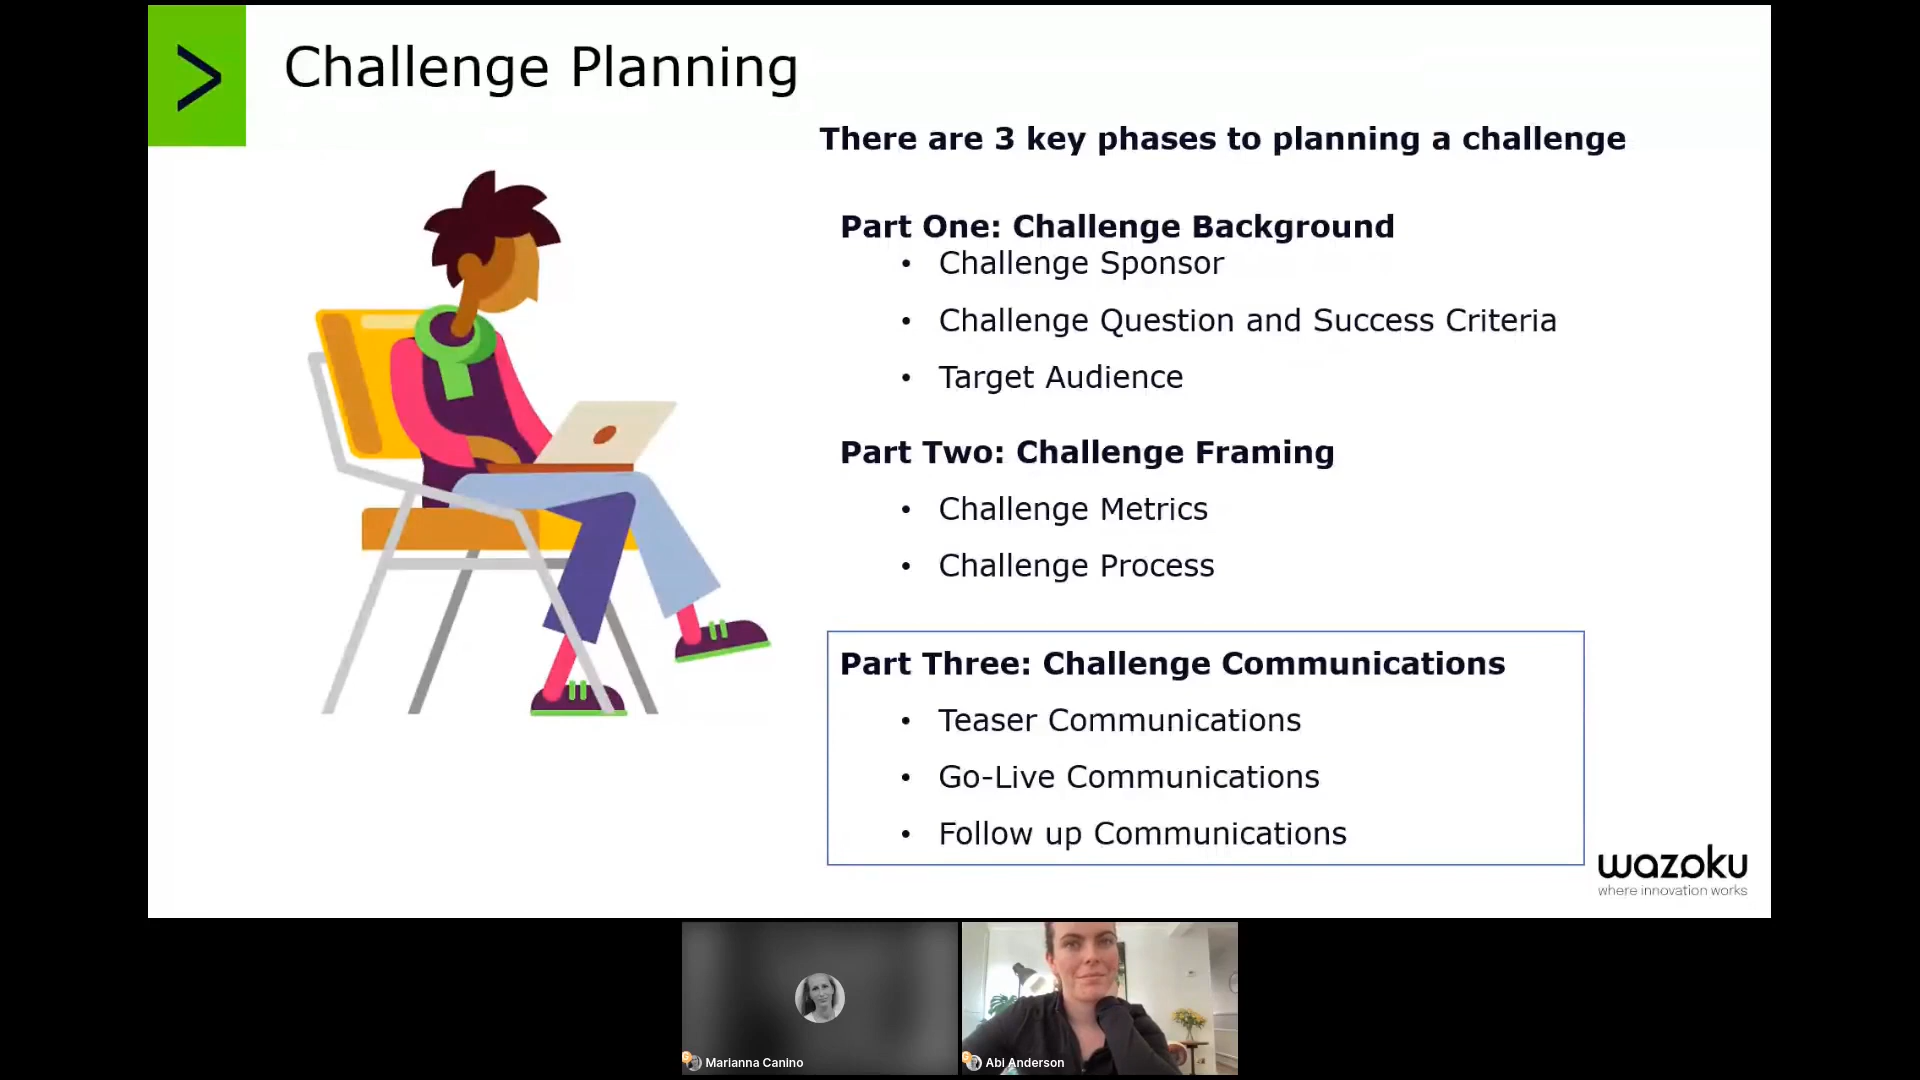 Challenge Planning
There are 3 key phases to planning a challenge
Part One: Challenge Background
• Challenge Sponsor
• Challenge Question and Success Criteria
• Target Audience
Part Two: Challenge Framing
• Challenge Metrics
• Challenge Process
Part Three: Challenge Communications
• Teaser Communications
• Go-Live Communications
• Follow up Communications
wazoku
where innovation works
Marianna Canino
Abi Anderson